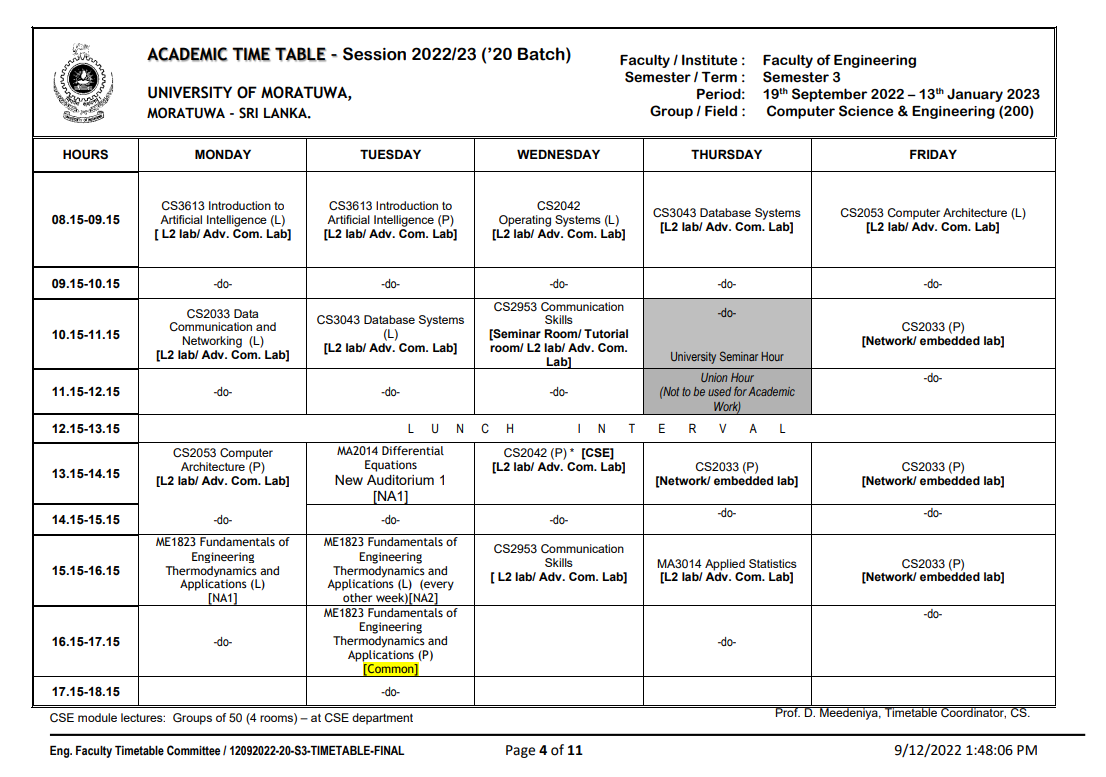 ACADEMIC TIME TABLE - Session 2022/23 ('20 Batch)
UNIVERSITY OF MORATUWA,
MORATUWA - SRI LANKA.
Faculty / Institute : Faculty of Engineering
Semester / Term : Semester 3
Period: 19th September 2022 – 13th January 2023
Group / Field : Computer Science & Engineering (200)
HOURS MONDAY TUESDAY WEDNESDAY THURSDAY FRIDAY
08.15-09.15
CS3613 Introduction to
Artificial Intelligence (L)
[ L2 lab/ Adv. Com. Lab]
CS3613 Introduction to
Artificial Intelligence (P)
[L2 lab/ Adv. Com. Lab]
CS2042
Operating Systems (L)
[L2 lab/ Adv. Com. Lab]
CS3043 Database Systems
[L2 lab/ Adv. Com. Lab]
CS2053 Computer Architecture (L)
[L2 lab/ Adv. Com. Lab]
09.15-10.15 -do- -do- -do- -do- -do-
10.15-11.15
CS2033 Data
Communication and
Networking (L)
[L2 lab/ Adv. Com. Lab]
CS3043 Database Systems
(L)
[L2 lab/ Adv. Com. Lab]
CS2953 Communication
Skills
[Seminar Room/ Tutorial
room/ L2 lab/ Adv. Com.
Lab]
-do-
University Seminar Hour
CS2033 (P)
[Network/ embedded lab]
11.15-12.15 -do- -do- -do-
Union Hour
(Not to be used for Academic
Work)
-do-
12.15-13.15 L U N C H I N T E R V A L
13.15-14.15
CS2053 Computer
Architecture (P)
[L2 lab/ Adv. Com. Lab]
MA2014 Differential
Equations
New Auditorium 1
[NA1]
CS2042 (P) * [CSE]
[L2 lab/ Adv. Com. Lab]
CS2033 (P)
[Network/ embedded lab]
CS2033 (P)
[Network/ embedded lab]
14.15-15.15 -do- -do- -do- -do- -do-
15.15-16.15
ME1823 Fundamentals of
Engineering
Thermodynamics and
Applications (L)
[NA1]
ME1823 Fundamentals of
Engineering
Thermodynamics and
Applications (L) (every
other week)[NA2]
CS2953 Communication
Skills
[ L2 lab/ Adv. Com. Lab]
MA3014 Applied Statistics
[L2 lab/ Adv. Com. Lab]
CS2033 (P)
[Network/ embedded lab]
16.15-17.15 -do-
ME1823 Fundamentals of
Engineering
Thermodynamics and
Applications (P)
[Common]
-do- -do-
17.15-18.15 -do-
CSE module lectures: Groups of 50 (4 rooms) – at CSE department
Prof. D. Meedeniya, Timetable Coordinator, CS.
Eng. Faculty Timetable Committee / 12092022-20-S3-TIMETABLE-FINAL Page 4 of 11 9/12/2022 1:48:06 PM